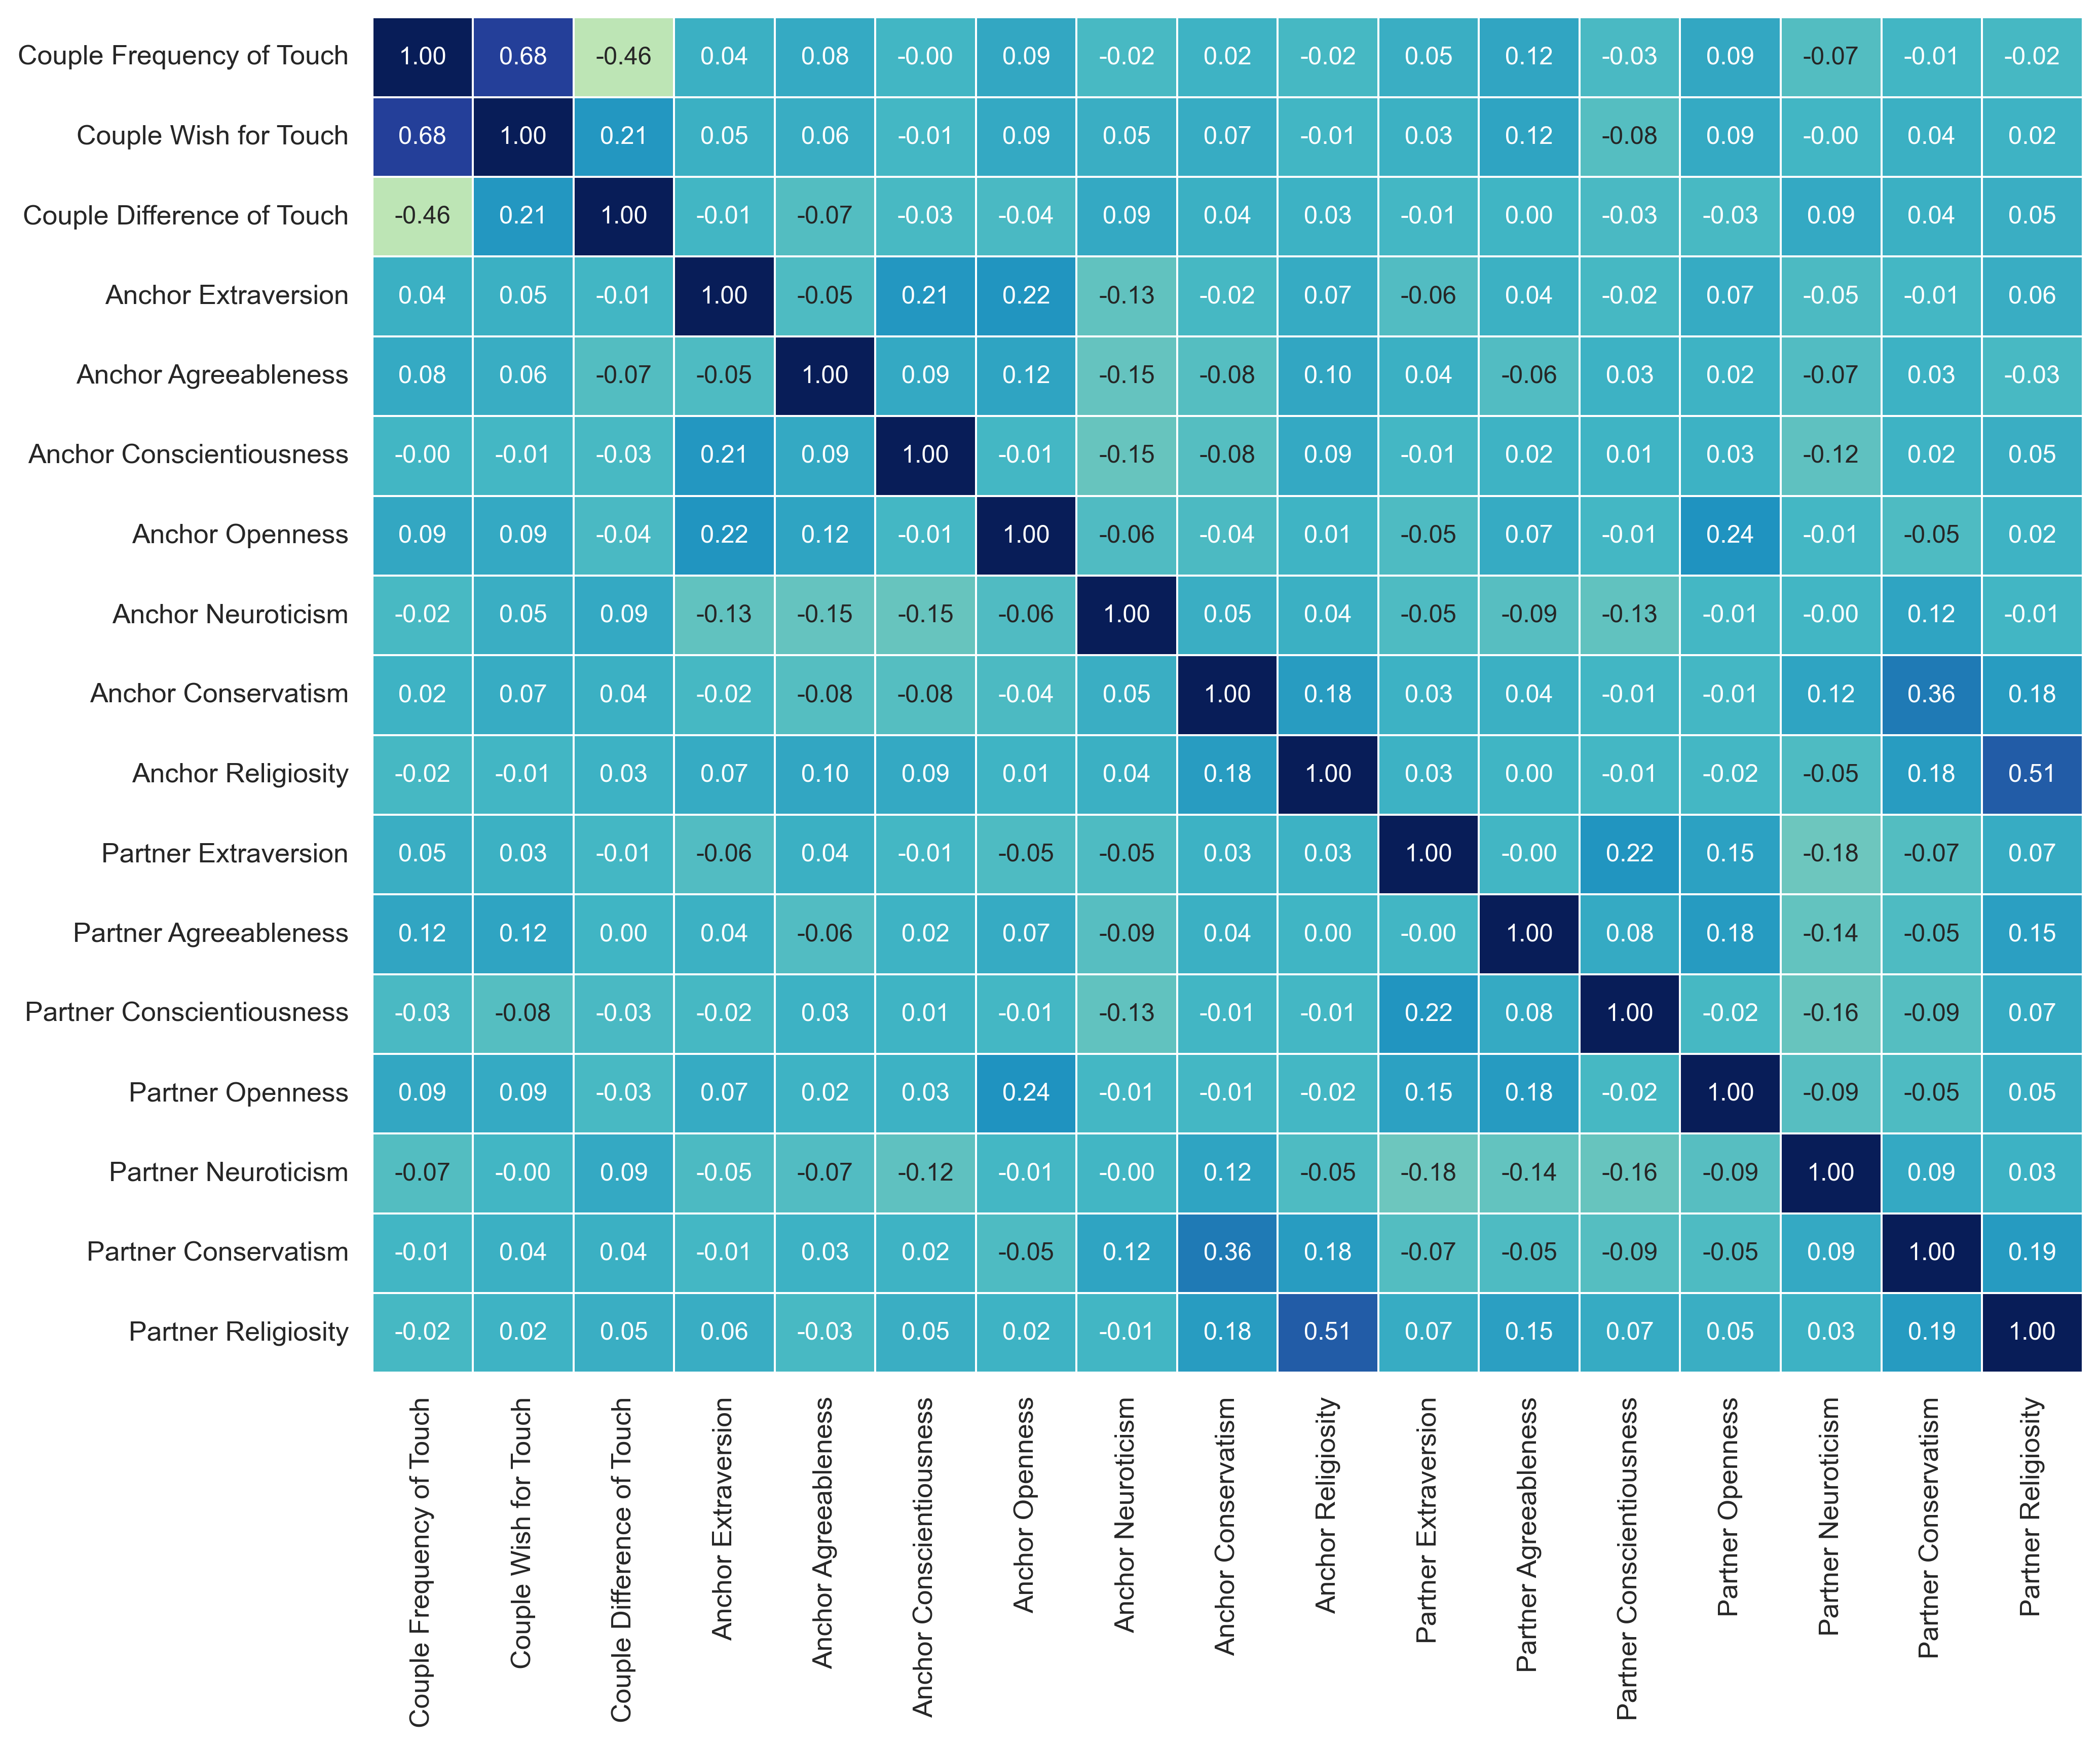 Couple Frequency of Touch 1.00 0.68 -0.46 0.04 0.08 -0.00 0.09 -0.02 0.02 -0.02 0.05 0.12 -0.03 0.09 -0.07 -0.01 -0.02
Couple Wish for Touch 0.68 1.00 0.21 0.05 0.06 -0.01 0.09 0.05 0.07 -0.01 0.03 0.12 -0.08 0.09 -0.00 0.04 0.02
Couple Difference of Touch -0.46 0.21 1.00 -0.01 -0.07 -0.03 -0.04 0.09 0.04 0.03 -0.01 0.00 -0.03 -0.03 0.09 0.04 0.05
Anchor Extraversion 0.04 0.05 -0.01 1.00 -0.05 0.21 0.22 -0.13 -0.02 0.07 -0.06 0.04 -0.02 0.07 -0.05 -0.01 0.06
Anchor Agreeableness 0.08 0.06 -0.07 -0.05 1.00 0.09 0.12 -0.15 -0.08 0.10 0.04 -0.06 0.03 0.02 -0.07 0.03 -0.03
Anchor Conscientiousness -0.00 -0.01 -0.03 0.21 0.09 1.00 -0.01 -0.15 -0.08 0.09 -0.01 0.02 0.01 0.03 -0.12 0.02 0.05
Anchor Openness 0.09 0.09 -0.04 0.22 0.12 -0.01 1.00 -0.06 -0.04 0.01 -0.05 0.07 -0.01 0.24 -0.01 -0.05 0.02
Anchor Neuroticism -0.02 0.05 0.09 -0.13 -0.15 -0.15 -0.06 1.00 0.05 0.04 -0.05 -0.09 -0.13 -0.01 -0.00 0.12 -0.01
Anchor Conservatism 0.02 0.07 0.04 -0.02 -0.08 -0.08 -0.04 0.05 1.00 0.18 0.03 0.04 -0.01 -0.01 0.12 0.36 0.18
Anchor Religiosity -0.02 -0.01 0.03 0.07 0.10 0.09 0.01 0.04 0.18 1.00 0.03 0.00 -0.01 -0.02 -0.05 0.18 0.51
Partner Extraversion 0.05 0.03 -0.01 -0.06 0.04 -0.01 -0.05 -0.05 0.03 0.03 1.00 -0.00 0.22 0.15 -0.18 -0.07 0.07
Partner Agreeableness 0.12 0.12 0.00 0.04 -0.06 0.02 0.07 -0.09 0.04 0.00 -0.00 1.00 0.08 0.18 -0.14 -0.05 0.15
Partner Conscientiousness -0.03 -0.08 -0.03 -0.02 0.03 0.01 -0.01 -0.13 -0.01 -0.01 0.22 0.08 1.00 -0.02 -0.16 -0.09 0.07
Partner Openness 0.09 0.09 -0.03 0.07 0.02 0.03 0.24 -0.01 -0.01 -0.02 0.15 0.18 -0.02 1.00 -0.09 -0.05 0.05
Partner Neuroticism -0.07 -0.00 0.09 -0.05 -0.07 -0.12 -0.01 -0.00 0.12 -0.05 -0.18 -0.14 -0.16 -0.09 1.00 0.09 0.03
Partner Conservatism -0.01 0.04 0.04 -0.01 0.03 0.02 -0.05 0.12 0.36 0.18 -0.07 -0.05 -0.09 -0.05 0.09 1.00 0.19
Partner Religiosity -0.02 0.02 0.05 0.06 -0.03 0.05 0.02 -0.01 0.18 0.51 0.07 0.15 0.07 0.05 0.03 0.19 1.00
Couple Frequency of Touch
Couple Wish for Touch
Couple Difference of Touch
Anchor Extraversion
Anchor Agreeableness
Anchor Conscientiousness
Anchor Openness
Anchor Neuroticism
Anchor Conservatism
Anchor Religiosity
Partner Extraversion
Partner Agreeableness
Partner Conscientiousness
Partner Openness
Partner Neuroticism
Partner Conservatism
Partner Religiosity